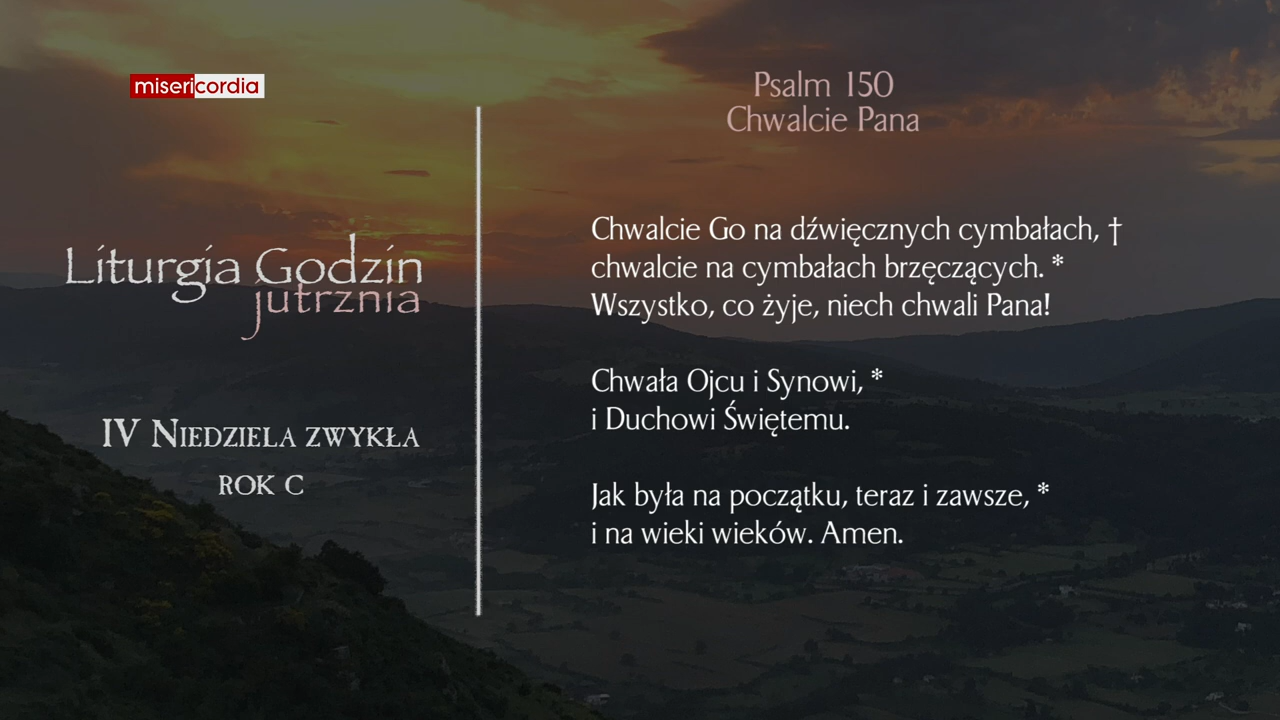 misericordia
Liturgia Godzin
jutrznia
IV Niedziela zwykła
rok C
Psalm 150
Chwalcie Pana
Chwalcie Go na dźwięcznych cymbałach, †
chwalcie na cymbałach brzęczących. *
Wszystko, co żyje, niech chwali Pana!
Chwała Ojcu i Synowi, *
i Duchowi Świętemu.
Jak była na początku, teraz i zawsze, *
i na wieki wieków. Amen.